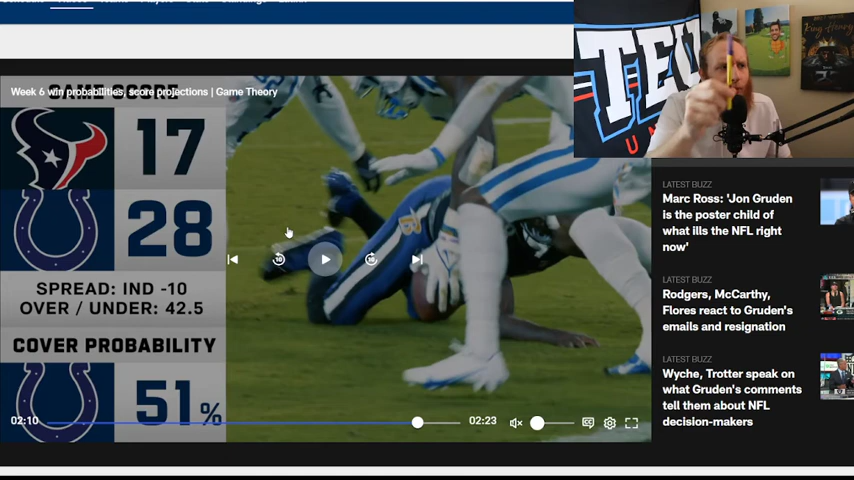 Week 6 win probabilities, score projections | Game Theory
GAME SCORE
17
28
SPREAD: IND -10
OVER / UNDER: 42.5
COVER PROBABILITY
51%
02:10
02:23
10
10
LATEST BUZZ
Marc Ross: 'Jon Gruden
is the poster child of
what ills the NFL right
now'
LATEST BUZZ
Rodgers, McCarthy,
Flores react to Gruden's
emails and resignation
LATEST BUZZ
Wyche, Trotter speak on
what Gruden's comments
tell them about NFL
decision-makers